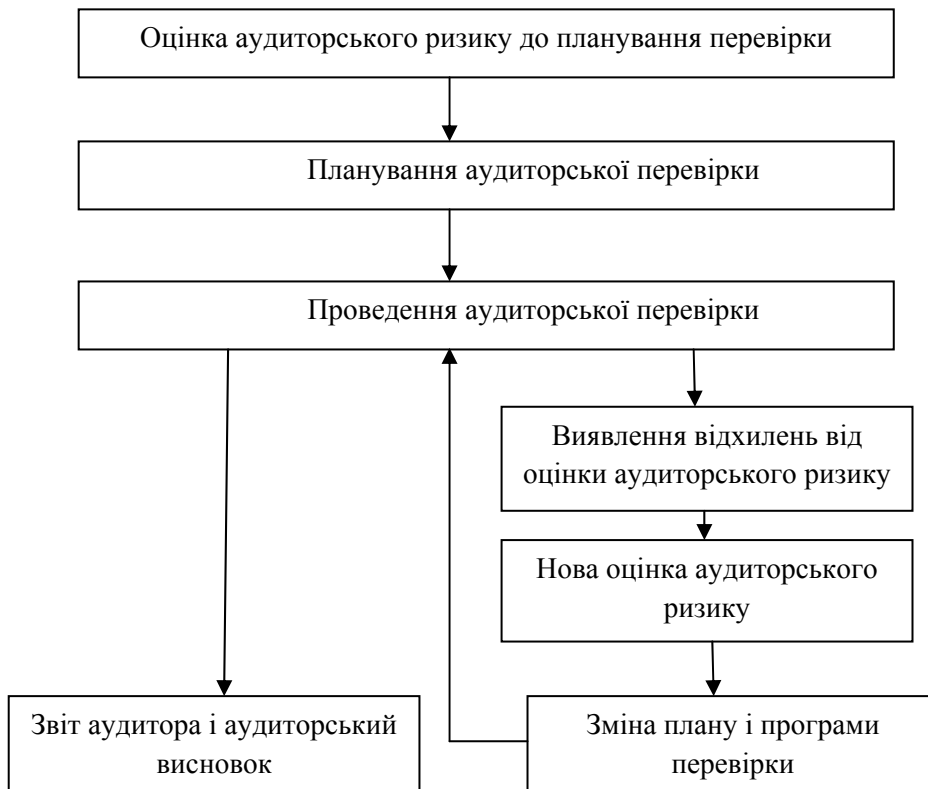 Оцінка аудиторського ризику до планування перевірки
Планування аудиторської перевірки
Проведення аудиторської перевірки
Виявлення відхилень від
оцінки аудиторського ризику
Нова оцінка аудиторського
ризику
Звіт аудитора і аудиторський
висновок
Зміна плану і програми
перевірки